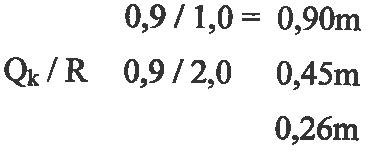 0,9 / 1,0 = 0,90m
Qk / R 0,9 / 2,0 0,45m
0,26m